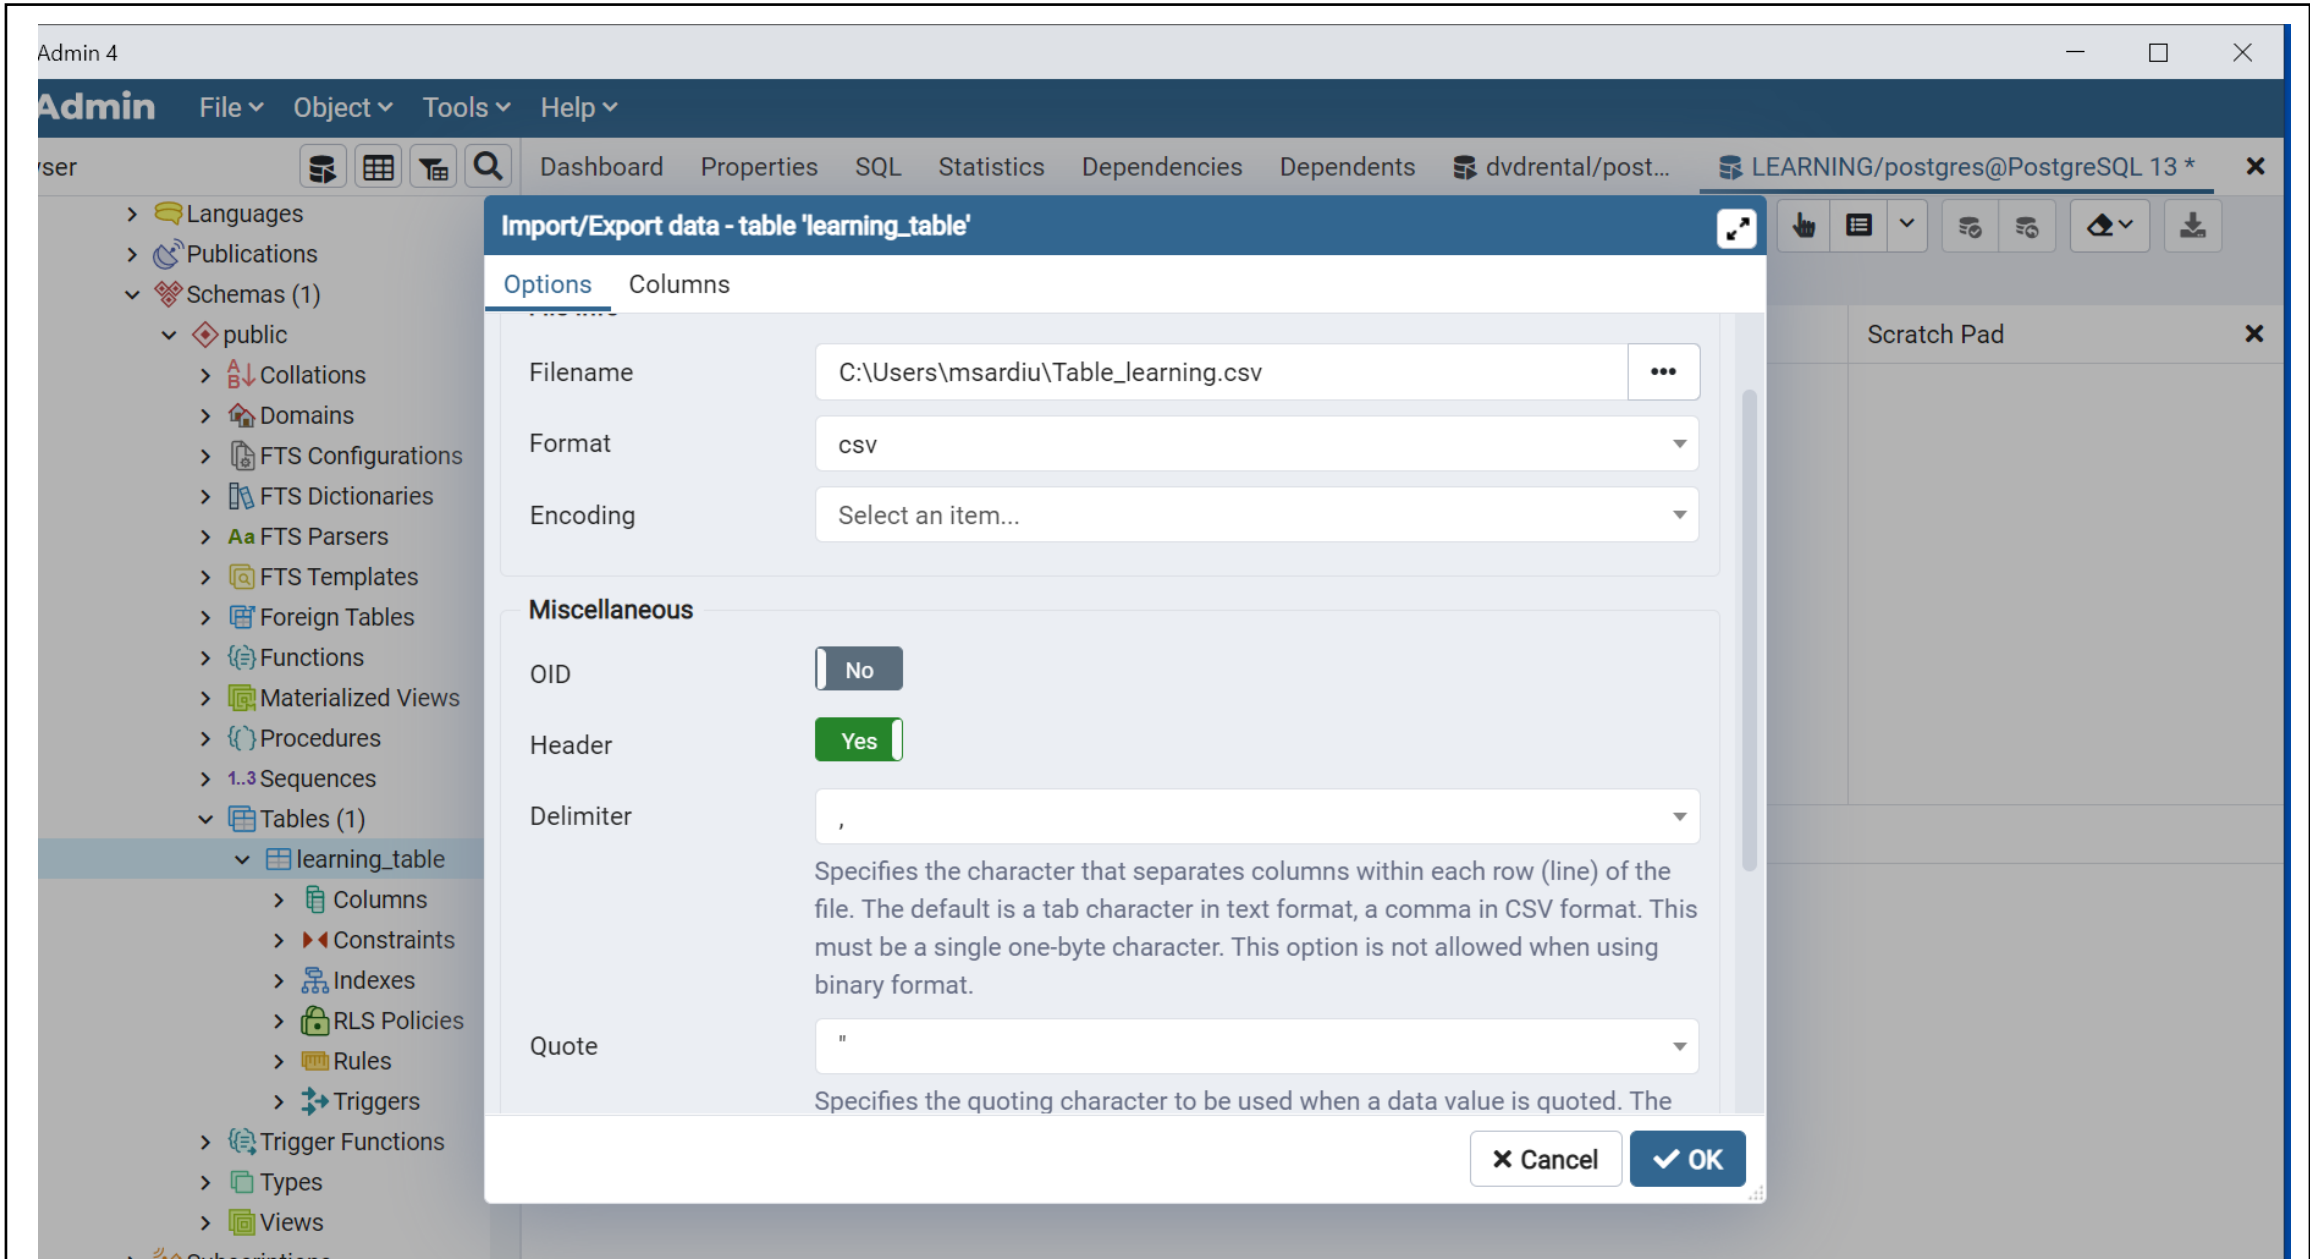 Admin 4
Admin File Object Tools Help
ser Dashboard Properties SQL Statistics Dependencies Dependents dvdrental/post... LEARNING/postgres@PostgreSQL 13 *
Languages
Publications
Schemas (1)
public
Collations
Domains
FTS Configurations
FTS Dictionaries
Aa FTS Parsers
FTS Templates
Foreign Tables
Functions
Materialized Views
Procedures
1..3 Sequences
Tables (1)
learning_table
Columns
Constraints
Indexes
RLS Policies
Rules
Triggers
Trigger Functions
Types
Views
Import/Export data - table 'learning_table'
Options Columns
Filename C:\Users\msardiu\Table_learning.csv •••
Format csv
Encoding Select an item...
Miscellaneous
OID No
Header Yes
Delimiter ,
Specifies the character that separates columns within each row (line) of the
file. The default is a tab character in text format, a comma in CSV format. This
must be a single one-byte character. This option is not allowed when using
binary format.
Quote "
Specifies the quoting character to be used when a data value is quoted. The
Cancel OK
Scratch Pad